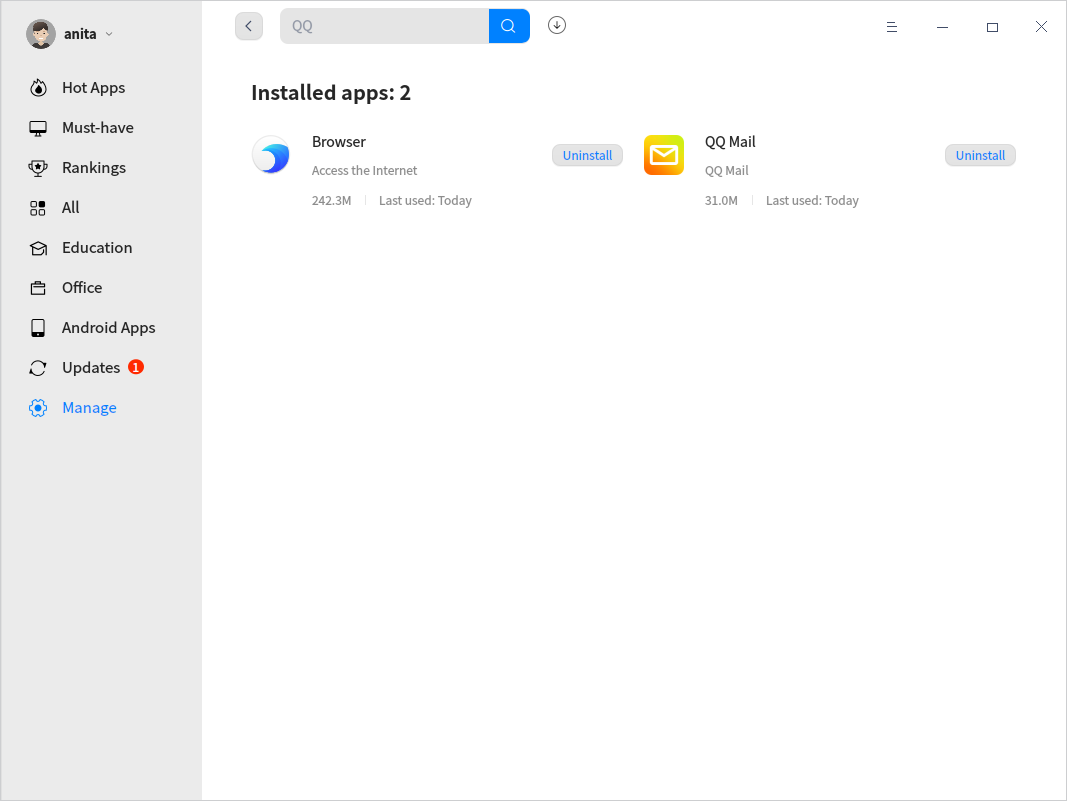 anita
QQ
Hot Apps
Must-have
Rankings
All
Education
Office
Android Apps
Updates 1
Manage
Installed apps: 2
Browser
Access the Internet
242.3M Last used: Today
Uninstall
QQ Mail
QQ Mail
31.0M Last used: Today
Uninstall